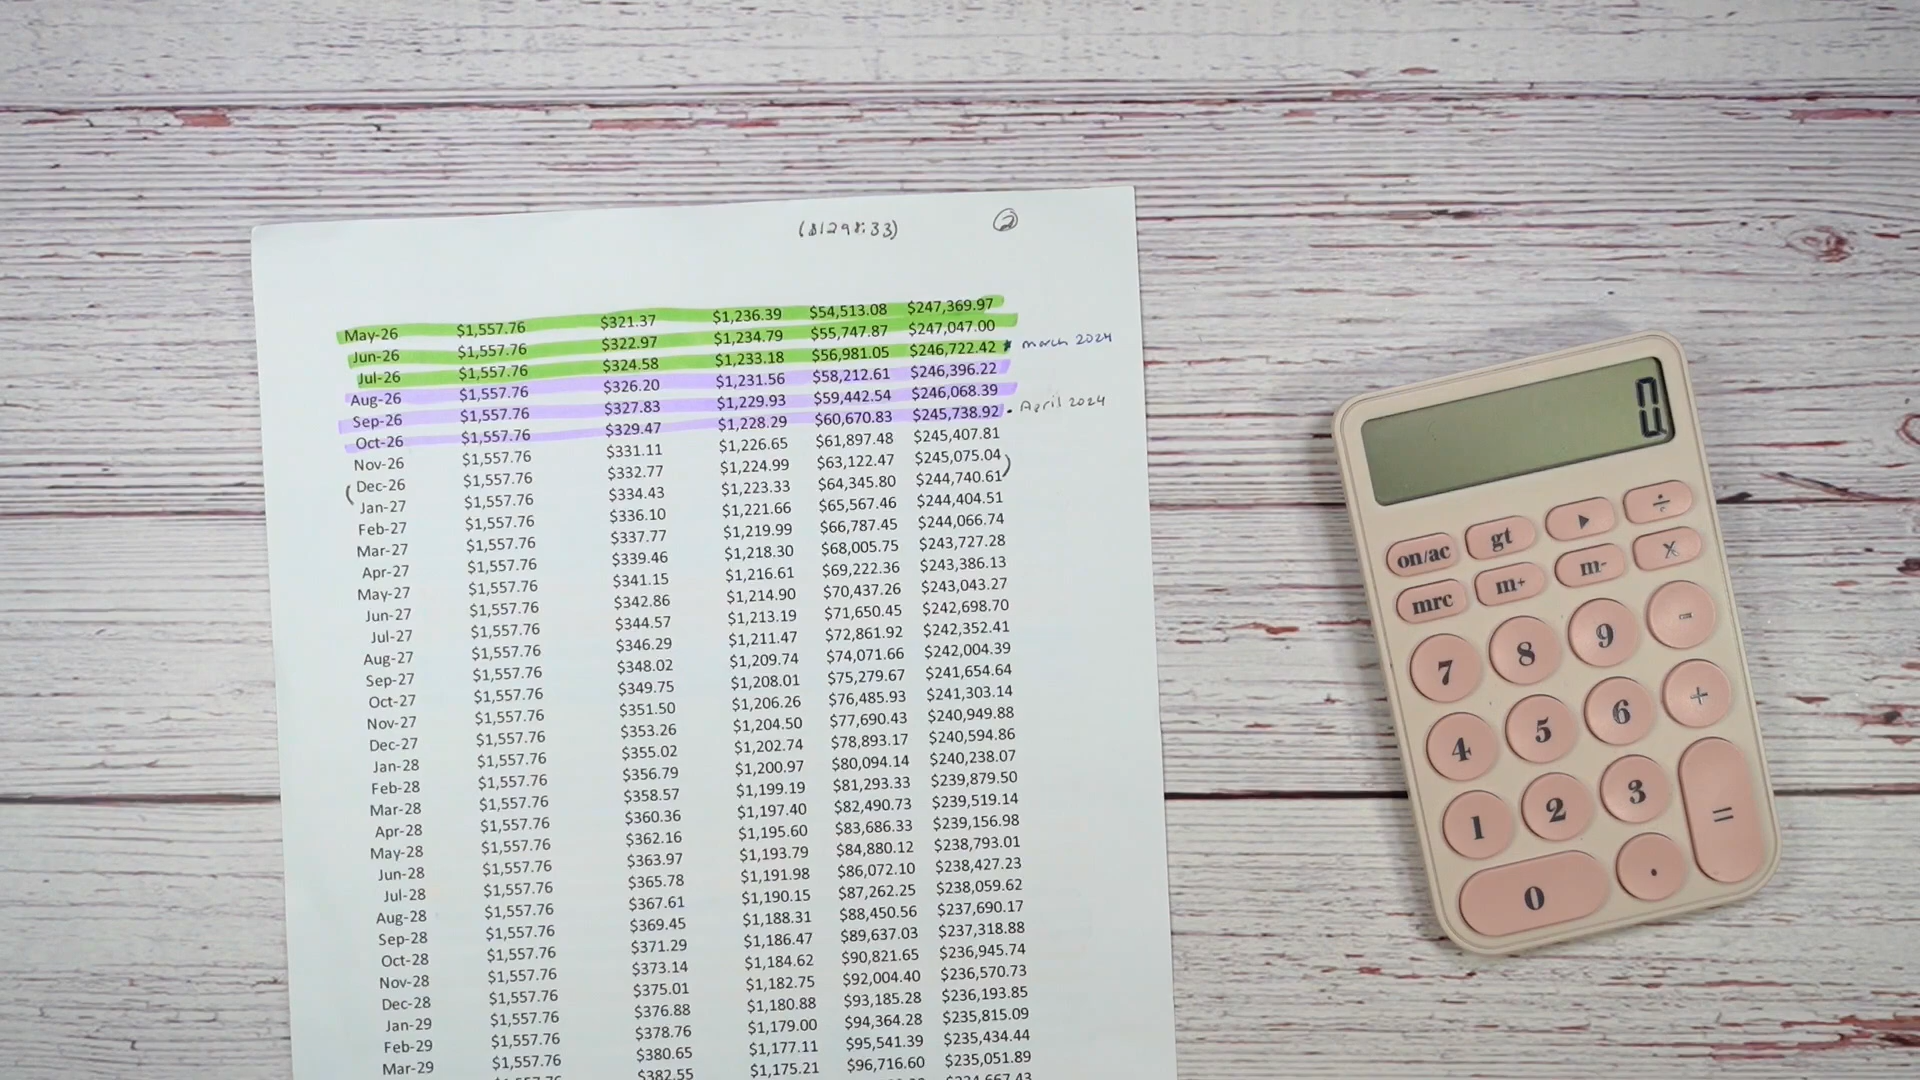 ($1298.33) 2
May-26 $1,557.76 $321.37 $1,236.39 $54,513.08 $247,369.97
Jun-26 $1,557.76 $322.97 $1,234.79 $55,747.87 $247,047.00
Jul-26 $1,557.76 $324.58 $1,233.18 $56,981.05 $246,722.42 * march 2024
Aug-26 $1,557.76 $326.20 $1,231.56 $58,212.61 $246,396.22
Sep-26 $1,557.76 $327.83 $1,229.93 $59,442.54 $246,068.39
Oct-26 $1,557.76 $329.47 $1,228.29 $60,670.83 $245,738.92 • April 2024
Nov-26 $1,557.76 $331.11 $1,226.65 $61,897.48 $245,407.81
Dec-26 $1,557.76 $332.77 $1,224.99 $63,122.47 $245,075.04
(Jan-27 $1,557.76 $334.43 $1,223.33 $64,345.80 $244,740.61)
Feb-27 $1,557.76 $336.10 $1,221.66 $65,567.46 $244,404.51
Mar-27 $1,557.76 $337.77 $1,219.99 $66,787.45 $244,066.74
Apr-27 $1,557.76 $339.46 $1,218.30 $68,005.75 $243,727.28
May-27 $1,557.76 $341.15 $1,216.61 $69,222.36 $243,386.13
Jun-27 $1,557.76 $342.86 $1,214.90 $70,437.26 $243,043.27
Jul-27 $1,557.76 $344.57 $1,213.19 $71,650.45 $242,698.70
Aug-27 $1,557.76 $346.29 $1,211.47 $72,861.92 $242,352.41
Sep-27 $1,557.76 $348.02 $1,209.74 $74,071.66 $242,004.39
Oct-27 $1,557.76 $349.75 $1,208.01 $75,279.67 $241,654.64
Nov-27 $1,557.76 $351.50 $1,206.26 $76,485.93 $241,303.14
Dec-27 $1,557.76 $353.26 $1,204.50 $77,690.43 $240,949.88
Jan-28 $1,557.76 $355.02 $1,202.74 $78,893.17 $240,594.86
Feb-28 $1,557.76 $356.79 $1,200.97 $80,094.14 $240,238.07
Mar-28 $1,557.76 $358.57 $1,199.19 $81,293.33 $239,879.50
Apr-28 $1,557.76 $360.36 $1,197.40 $82,490.73 $239,519.14
May-28 $1,557.76 $362.16 $1,195.60 $83,686.33 $239,156.98
Jun-28 $1,557.76 $363.97 $1,193.79 $84,880.12 $238,793.01
Jul-28 $1,557.76 $365.78 $1,191.98 $86,072.10 $238,427.23
Aug-28 $1,557.76 $367.61 $1,190.15 $87,262.25 $238,059.62
Sep-28 $1,557.76 $369.45 $1,188.31 $88,450.56 $237,690.17
Oct-28 $1,557.76 $371.29 $1,186.47 $89,637.03 $237,318.88
Nov-28 $1,557.76 $373.14 $1,184.62 $90,821.65 $236,945.74
Dec-28 $1,557.76 $375.01 $1,182.75 $92,004.40 $236,570.73
Jan-29 $1,557.76 $376.88 $1,180.88 $93,185.28 $236,193.85
Feb-29 $1,557.76 $378.76 $1,179.00 $94,364.28 $235,815.09
Mar-29 $1,557.76 $380.65 $1,177.11 $95,541.39 $235,434.44
$382.55 $1,175.21 $96,716.60 $235,051.89
0
on/ac gt ▶ ÷
mrc m+ m- ×
7 8 9 -
4 5 6 +
1 2 3 =
0 .